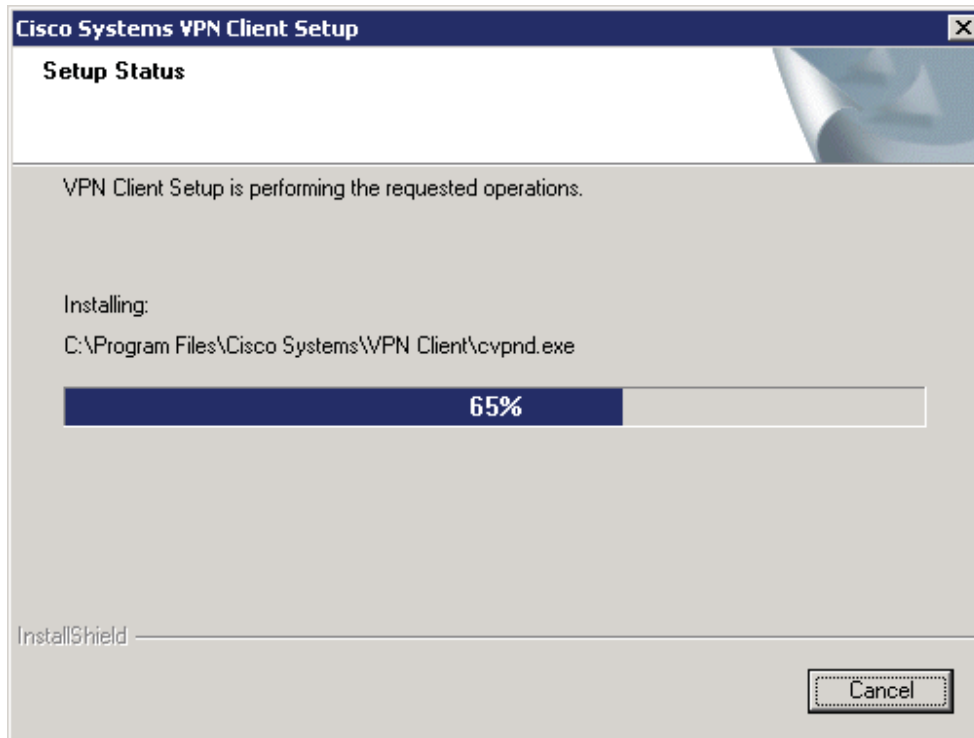 Cisco Systems VPN Client Setup
Setup Status
VPN Client Setup is performing the requested operations.
Installing:
C:\Program Files\Cisco Systems\VPN Client\cvpnd.exe
65%
InstallShield
Cancel